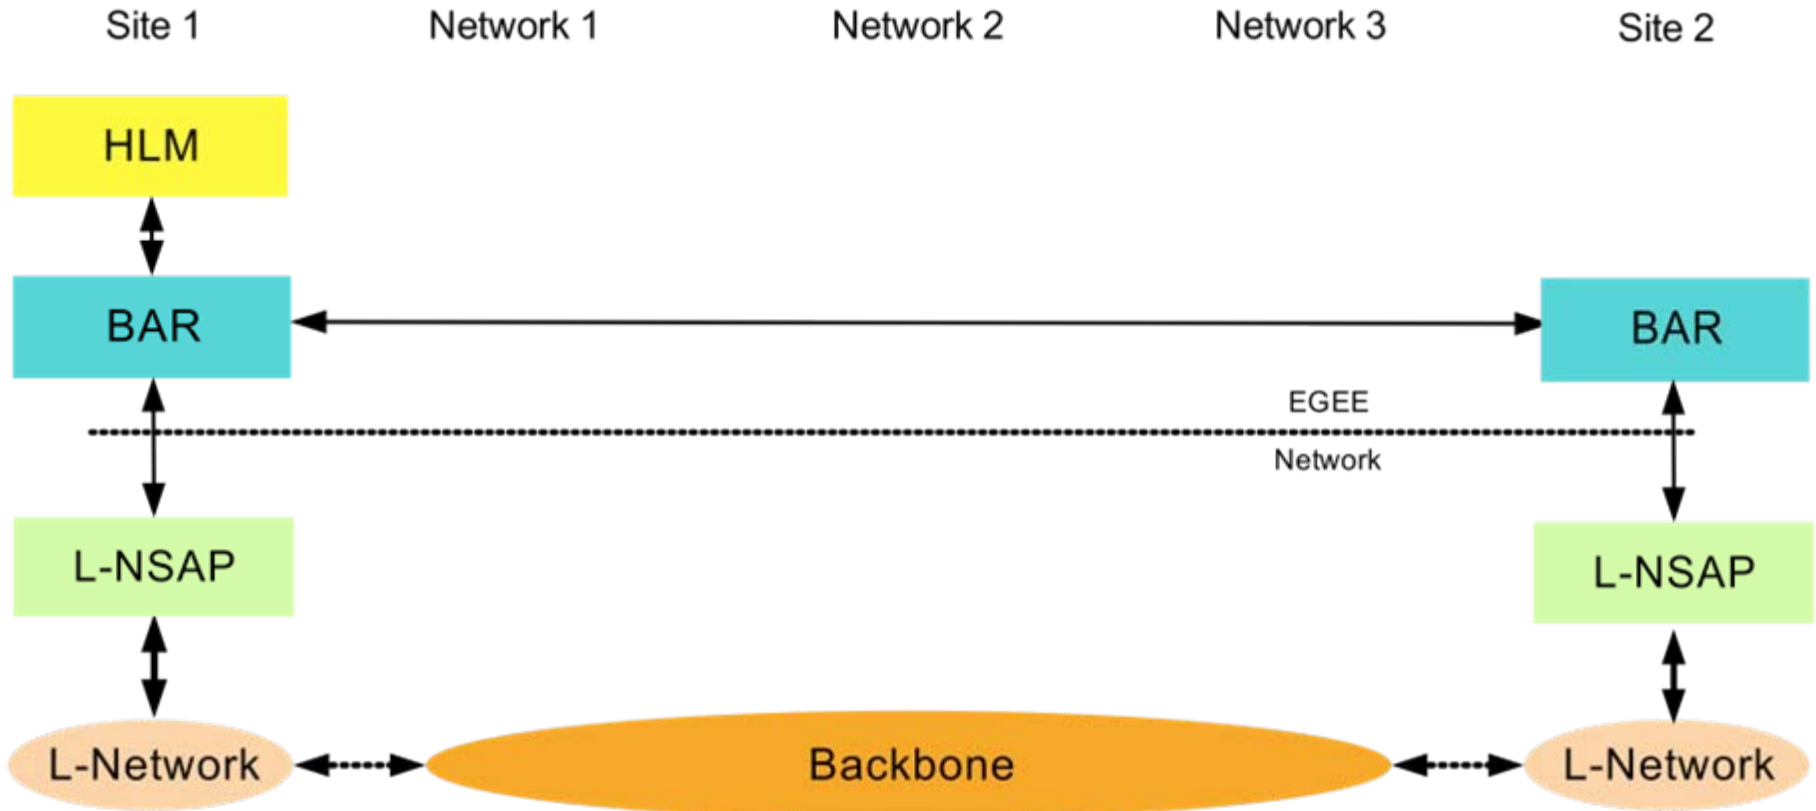 Site 1
Network 1
Network 2
Network 3
Site 2
HLM
BAR
BAR
EGEE
Network
L-NSAP
L-NSAP
L-Network
Backbone
L-Network